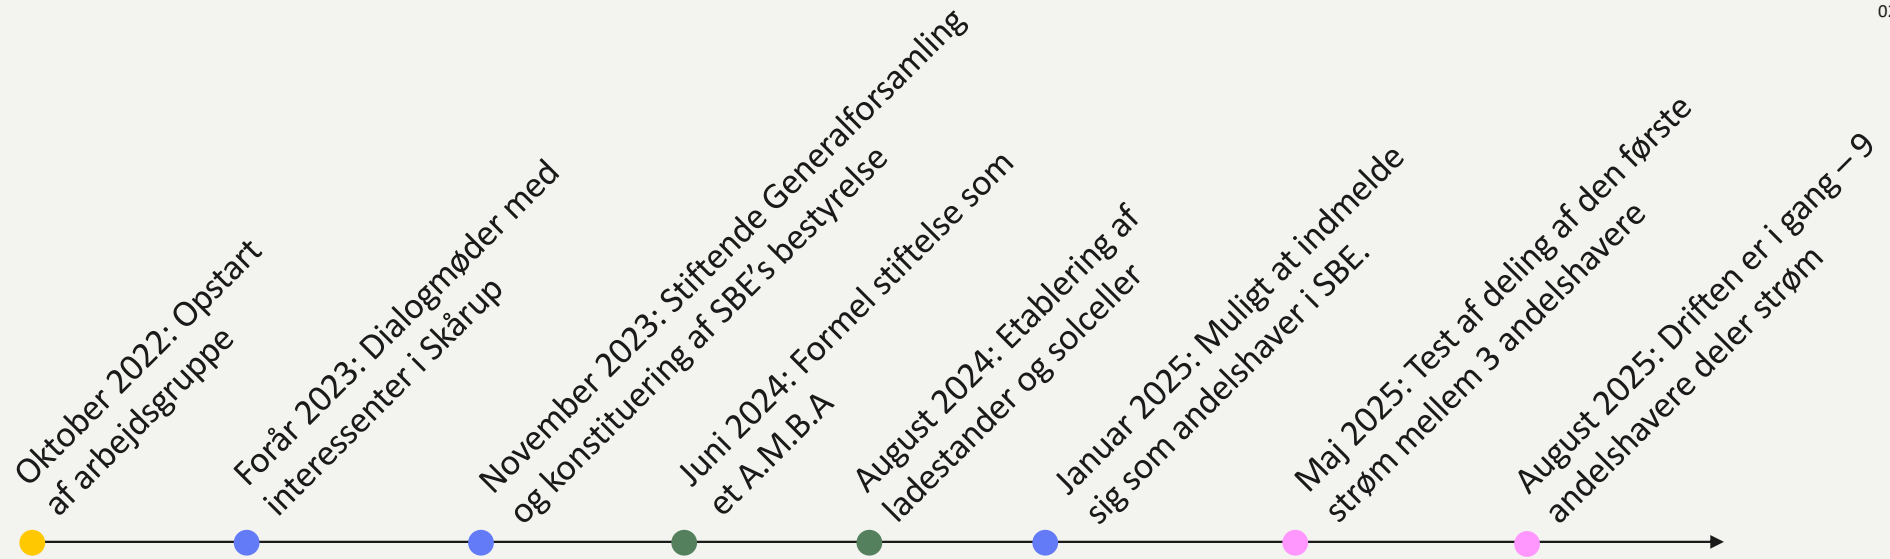 Oktober 2022: Opstart
af arbejdsgruppe
Forår 2023: Dialogmøder med
interessenter i Skårup
November 2023: Stiftende Generalforsamling
og konstituering af SBE’s bestyrelse
Juni 2024: Formel stiftelse som
et A.M.B.A
August 2024: Etablering af
ladestander og solceller
Januar 2025: Muligt at indmelde
sig som andelshaver i SBE.
Maj 2025: Test af deling af den første
strøm mellem 3 andelshavere
August 2025: Driften er i gang – 9
andelshavere deler strøm